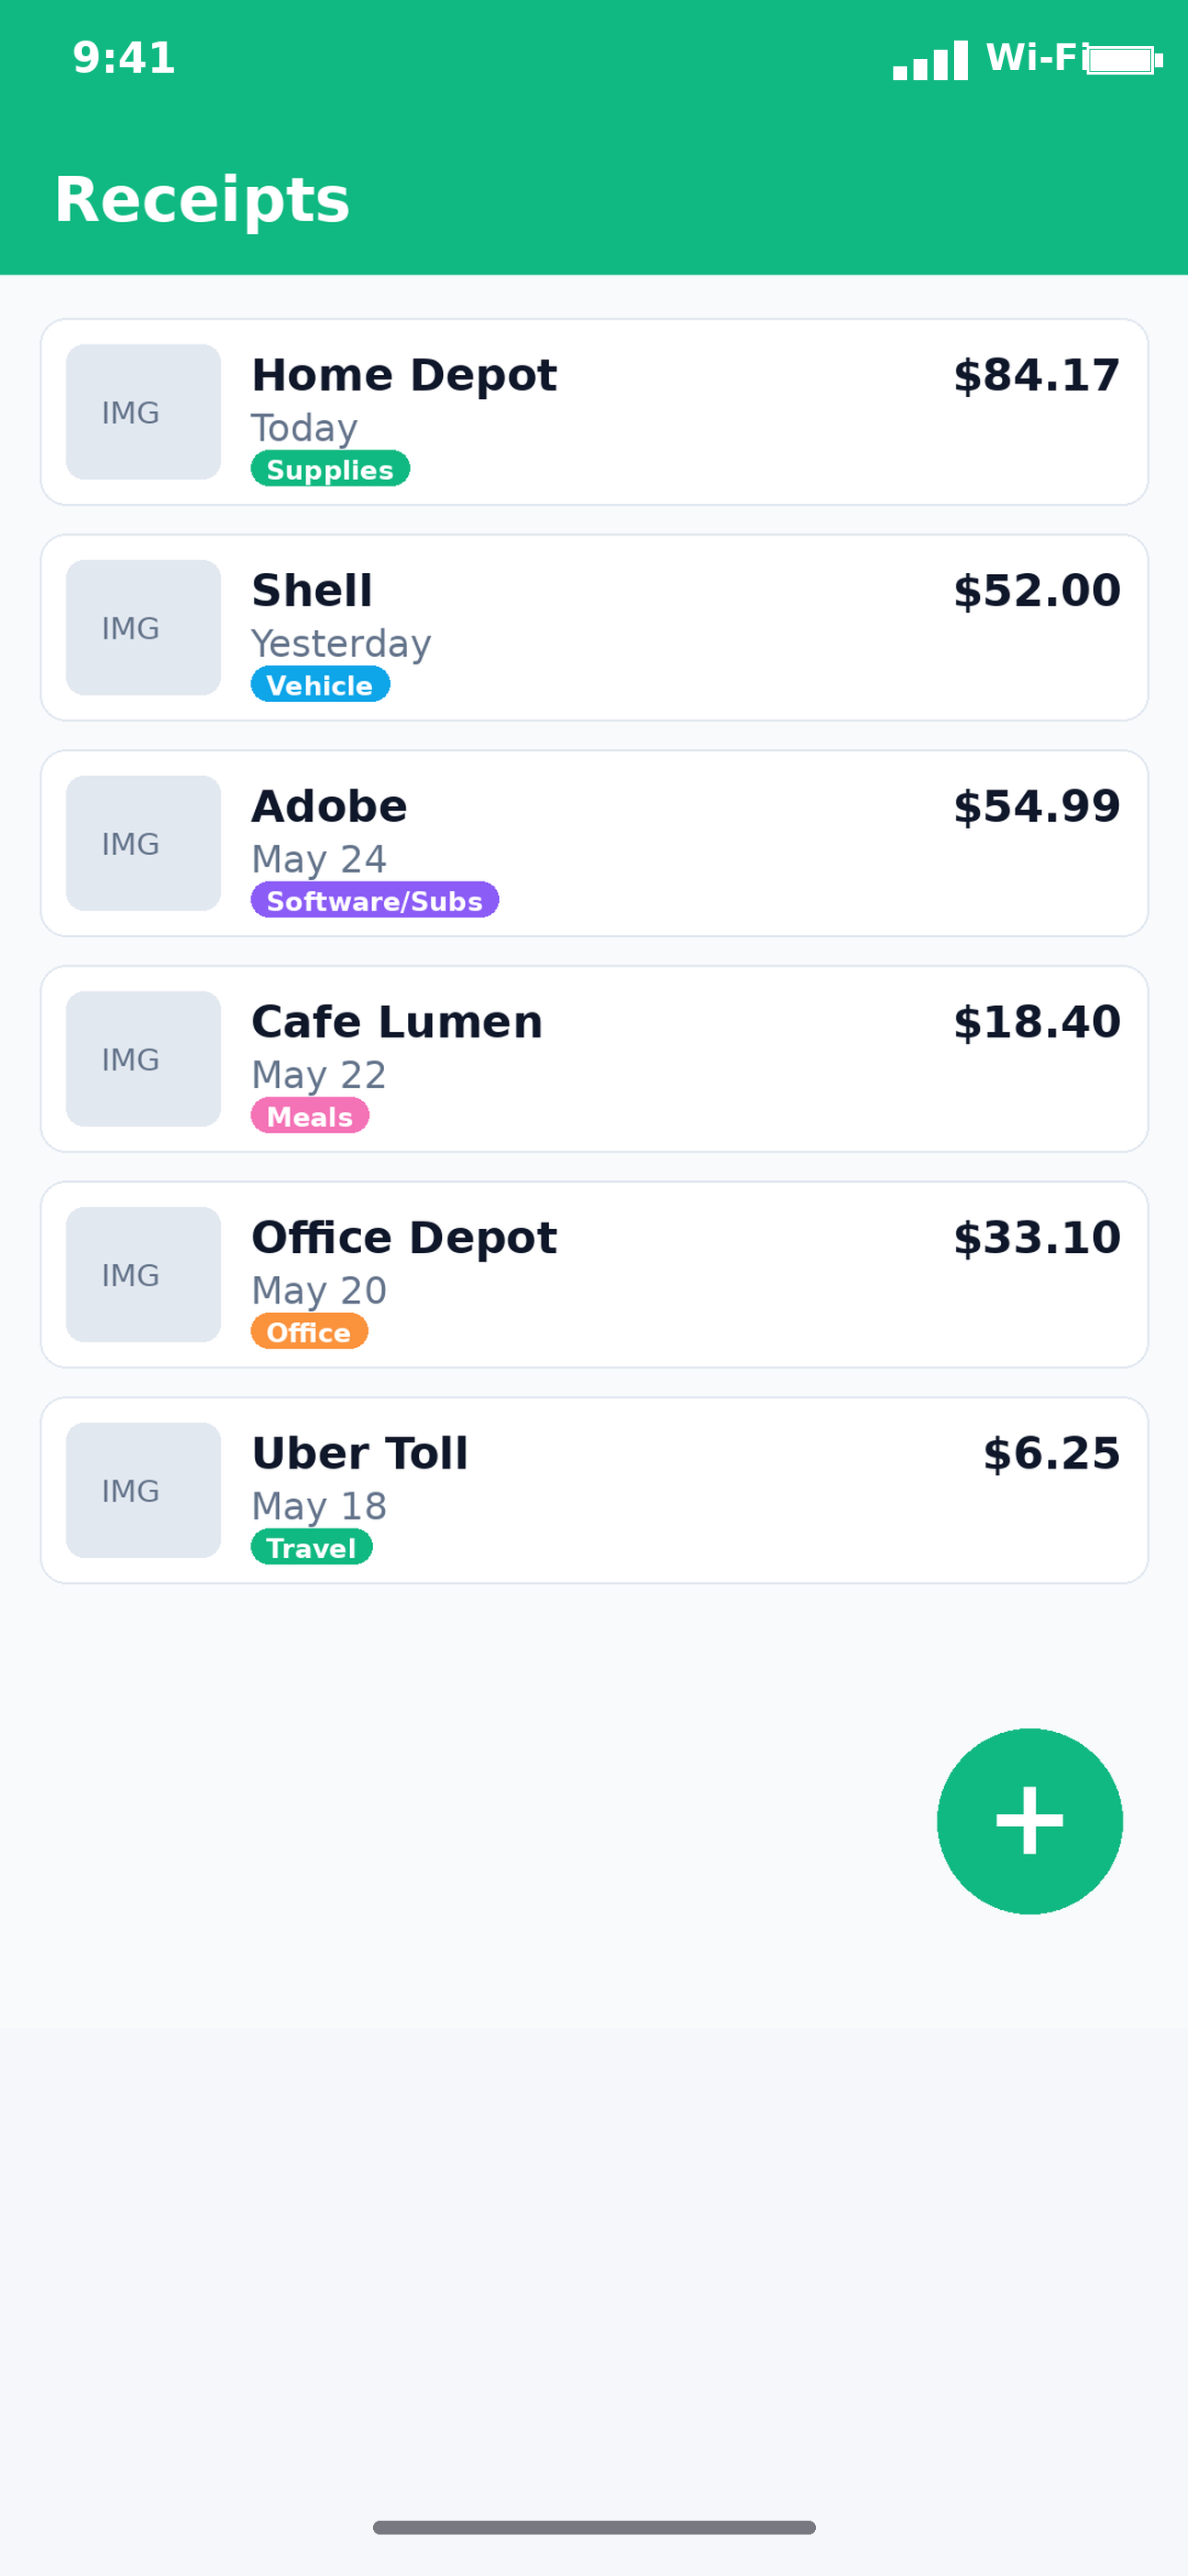 9:41 Wi-Fi
Receipts
IMG
Home Depot $84.17
Today
Supplies
IMG
Shell $52.00
Yesterday
Vehicle
IMG
Adobe $54.99
May 24
Software/Subs
IMG
Cafe Lumen $18.40
May 22
Meals
IMG
Office Depot $33.10
May 20
Office
IMG
Uber Toll $6.25
May 18
Travel
+